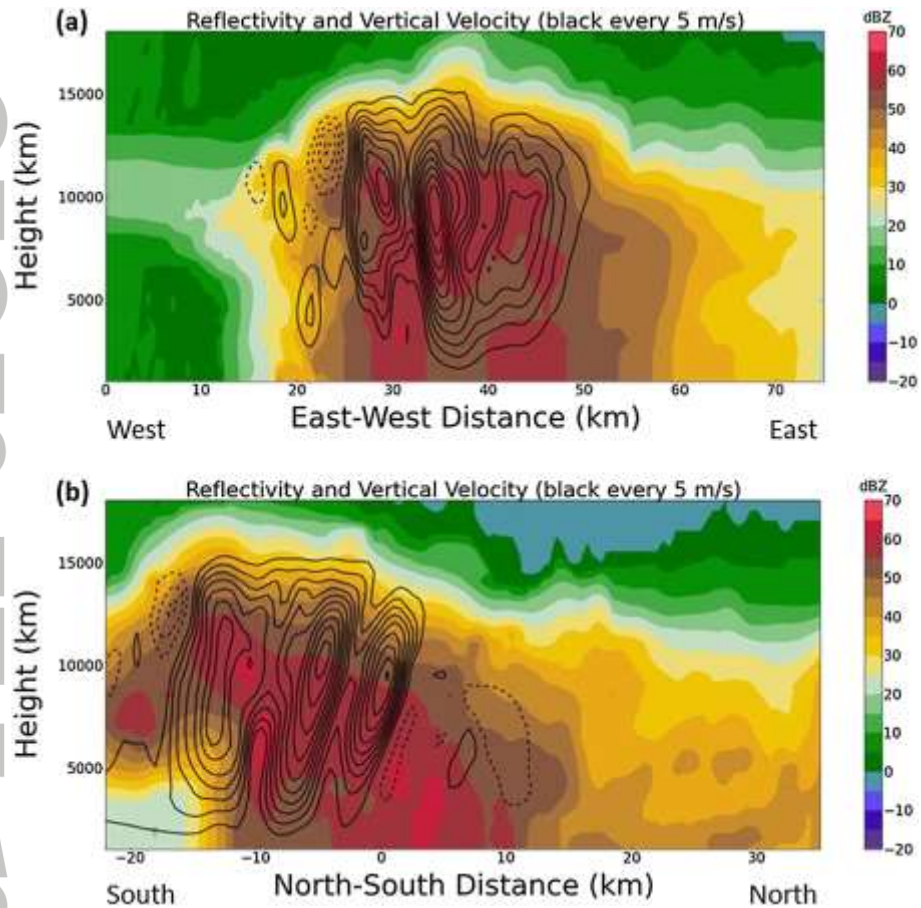 (a) Reflectivity and Vertical Velocity (black every 5 m/s)
dBZ
70
60
50
40
30
20
10
0
−10
−20
Height (km)
15000
10000
5000
0 10 20 30 40 50 60 70
West East-West Distance (km) East
(b) Reflectivity and Vertical Velocity (black every 5 m/s)
dBZ
70
60
50
40
30
20
10
0
−10
−20
Height (km)
15000
10000
5000
−20 −10 0 10 20 30
South North-South Distance (km) North